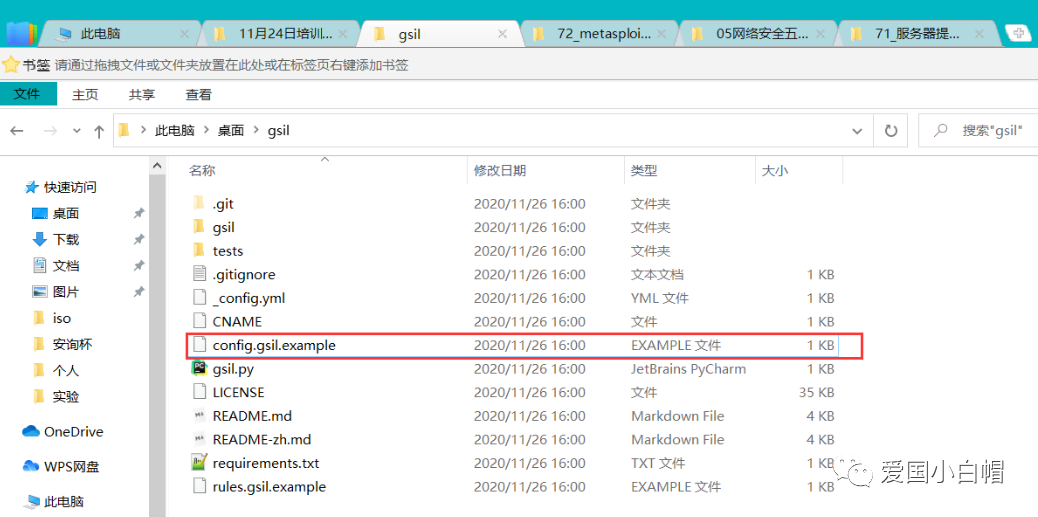 此电脑 11月24日培训... gsil 72_metasploi... 05网络安全五... 71_服务器提...
书签 请通过拖拽文件或文件夹放置在此处或在标签页右键添加书签
文件 主页 共享 查看
此电脑 桌面 gsil 搜索"gsil"
名称 修改日期 类型 大小
快速访问
桌面
下载
文档
图片
iso
安询杯
个人
实验
OneDrive
WPS网盘
此电脑
.git 2020/11/26 16:00 文件夹
gsil 2020/11/26 16:00 文件夹
tests 2020/11/26 16:00 文件夹
.gitignore 2020/11/26 16:00 文本文档 1 KB
_config.yml 2020/11/26 16:00 YML 文件 1 KB
CNAME 2020/11/26 16:00 文件 1 KB
config.gsil.example 2020/11/26 16:00 EXAMPLE 文件 1 KB
gsil.py 2020/11/26 16:00 JetBrains PyCharm 1 KB
LICENSE 2020/11/26 16:00 文件 35 KB
README.md 2020/11/26 16:00 Markdown File 4 KB
README-zh.md 2020/11/26 16:00 Markdown File 4 KB
requirements.txt 2020/11/26 16:00 TXT 文件 1 KB
rules.gsil.example 2020/11/26 16:00 EXAMPLE 文件 1 KB
爱国小白帽